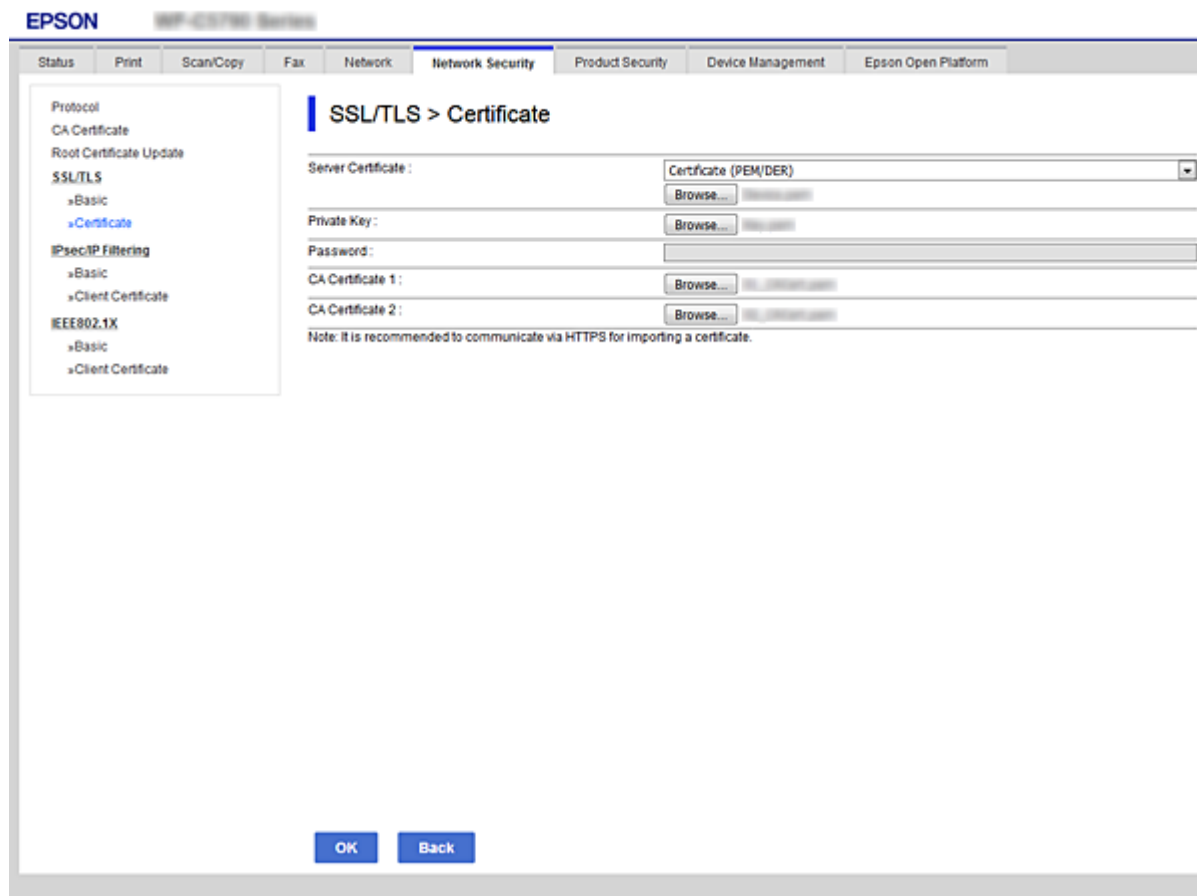 EPSON
Status Print Scan/Copy Fax Network Network Security Product Security Device Management Epson Open Platform
Protocol
CA Certificate
Root Certificate Update
SSL/TLS
»Basic
»Certificate
IPsec/IP Filtering
»Basic
»Client Certificate
IEEE802.1X
»Basic
»Client Certificate
SSL/TLS > Certificate
Server Certificate : Certificate (PEM/DER)
Browse...
Private Key : Browse...
Password :
CA Certificate 1 : Browse...
CA Certificate 2 : Browse...
Note: It is recommended to communicate via HTTPS for importing a certificate.
OK Back